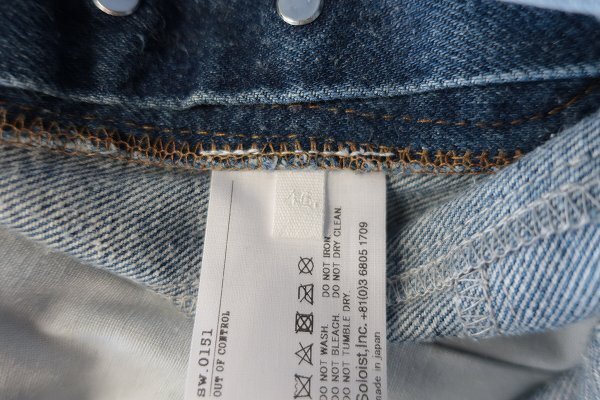 46.
sw.0151
OUT OF CONTROL
DO NOT WASH. DO NOT IRON.
DO NOT BLEACH. DO NOT DRY CLEAN.
DO NOT TUMBLE DRY.
Soloist,Inc. +81(0)3 6805 1709
made in japan